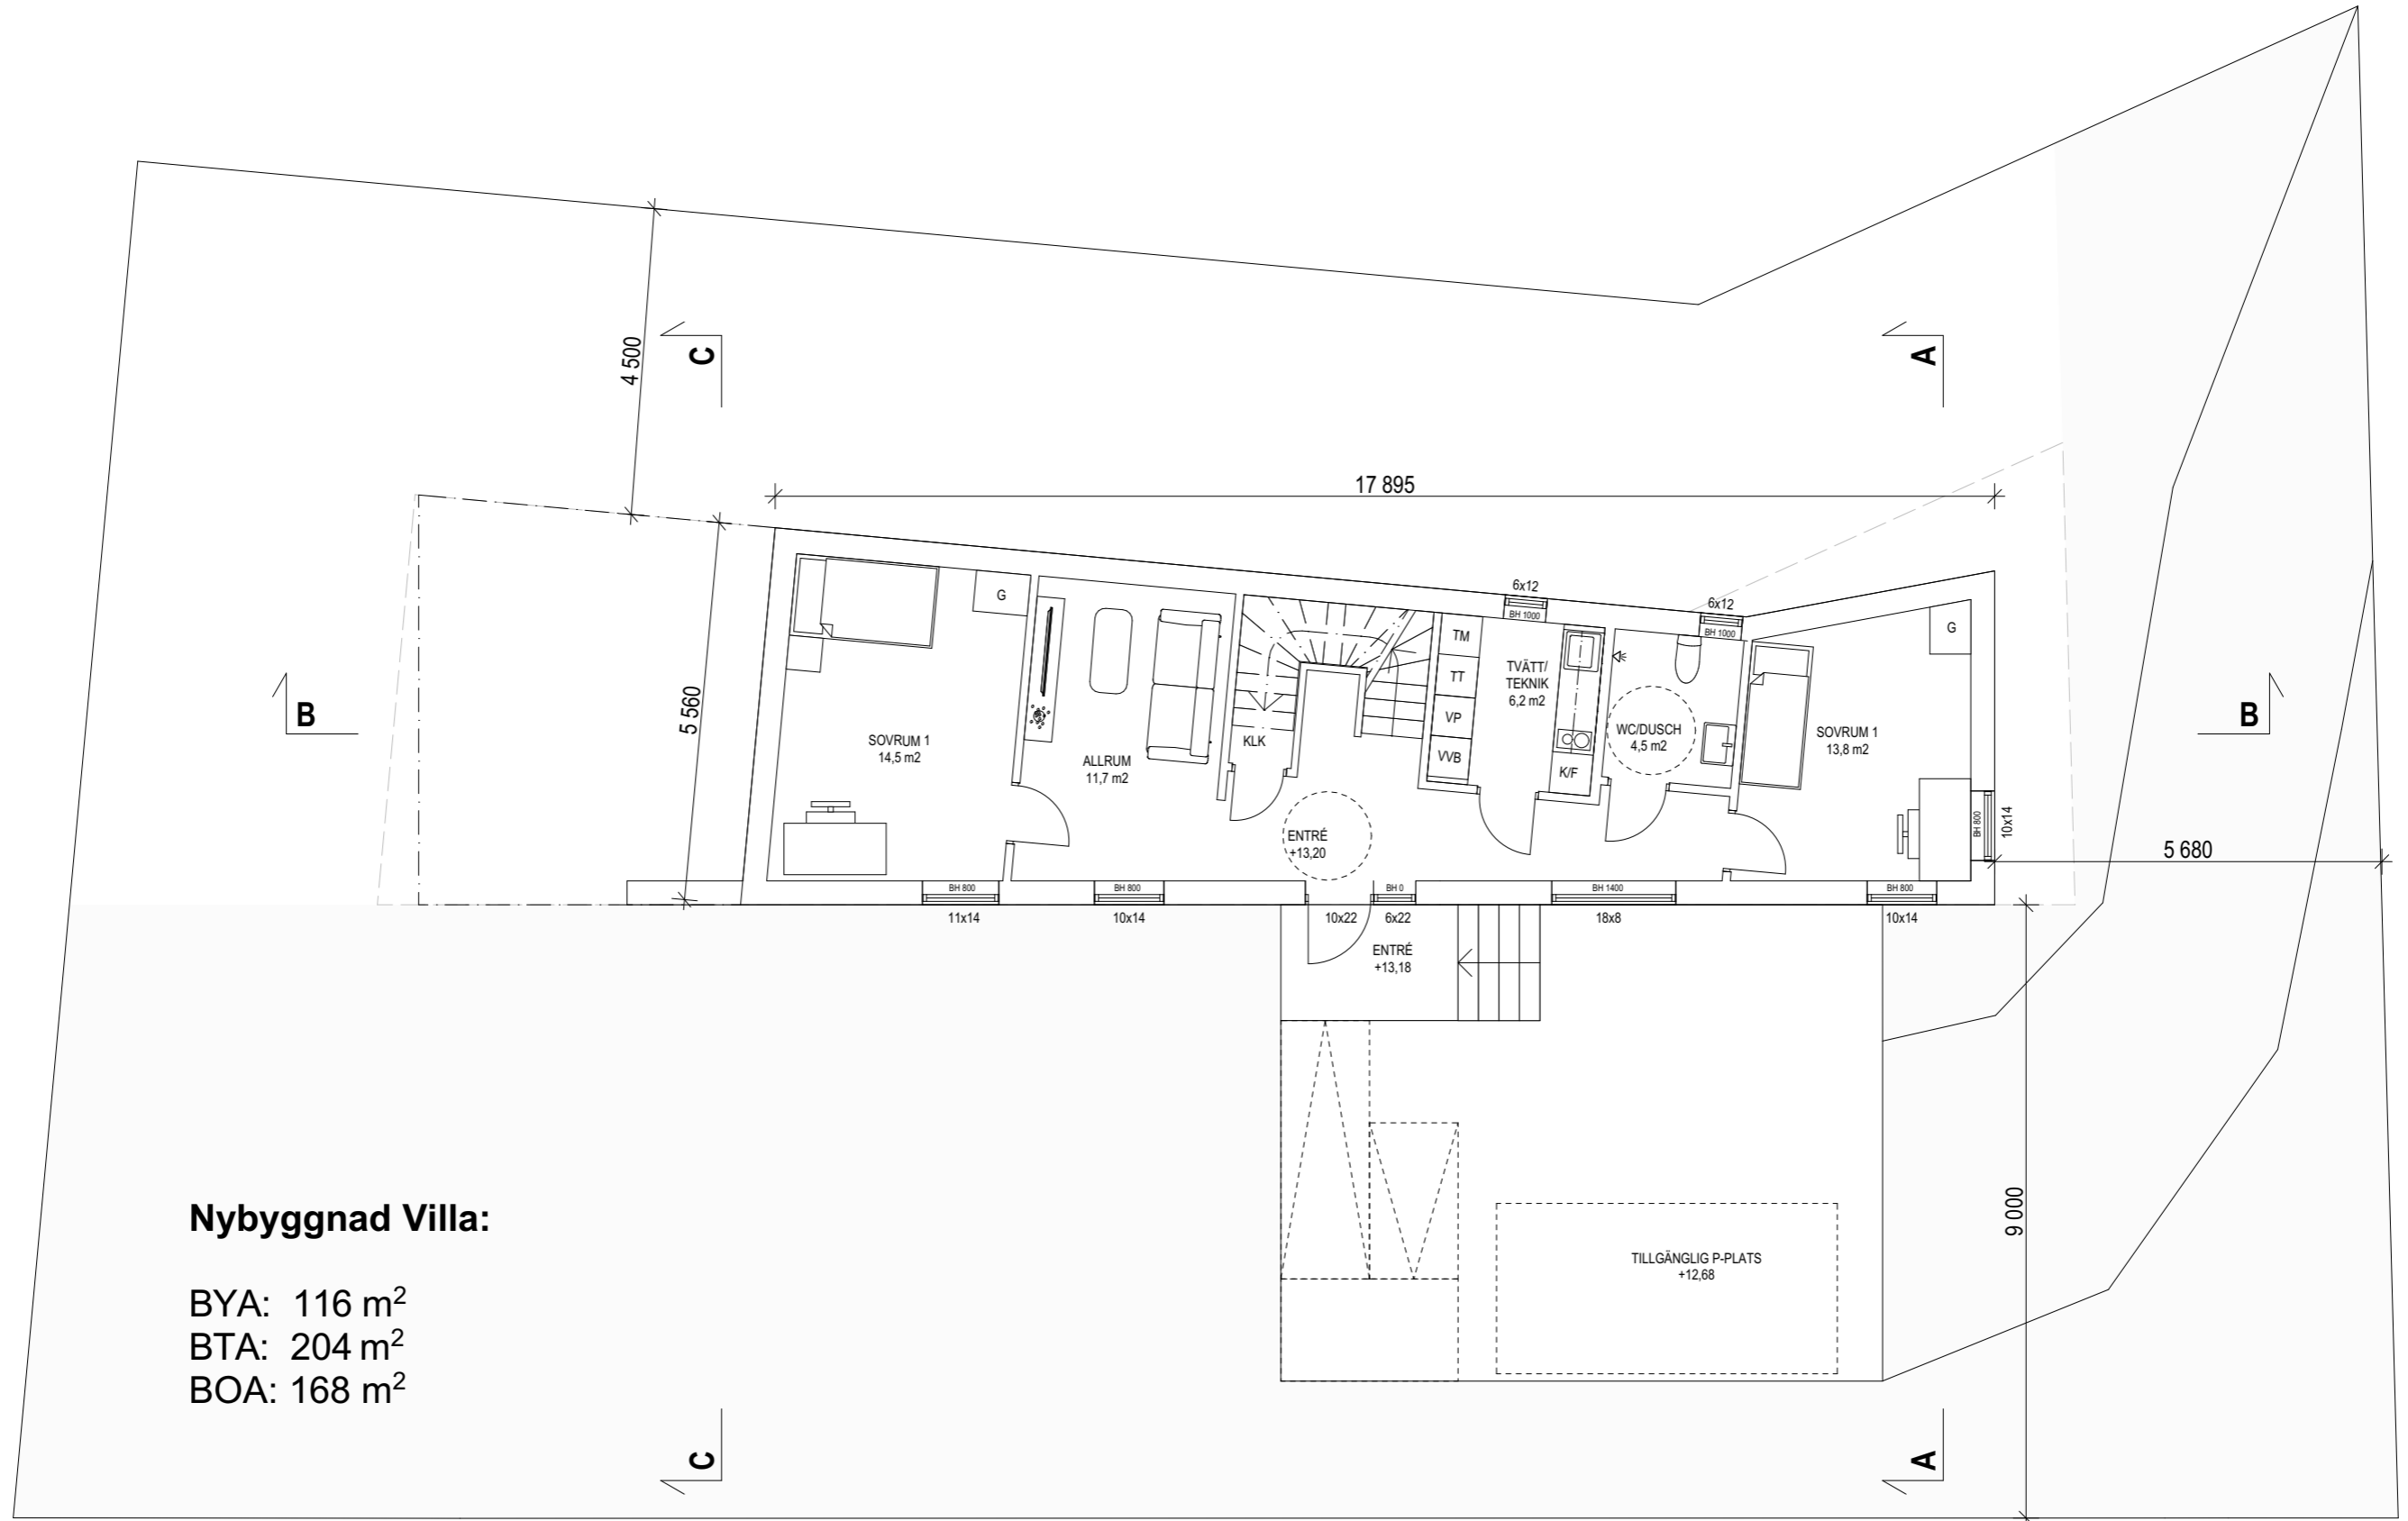 4 500
C
A
17 895
6x12
BH 1000
6x12
BH 1000
G
TM
TT
VP
VVB
TVÄTT/
TEKNIK
6,2 m2
K/F
G
B
5 560
SOVRUM 1
14,5 m2
ALLRUM
11,7 m2
KLK
WC/DUSCH
4,5 m2
SOVRUM 1
13,8 m2
B
BH 800
10x14
ENTRÉ
+13,20
5 680
BH 800
BH 800
BH 0
BH 1400
BH 800
11x14
10x14
10x22
6x22
18x8
10x14
ENTRÉ
+13,18
9 000
TILLGÄNGLIG P-PLATS
+12,68
Nybyggnad Villa:
BYA: 116 m²
BTA: 204 m²
BOA: 168 m²
C
A